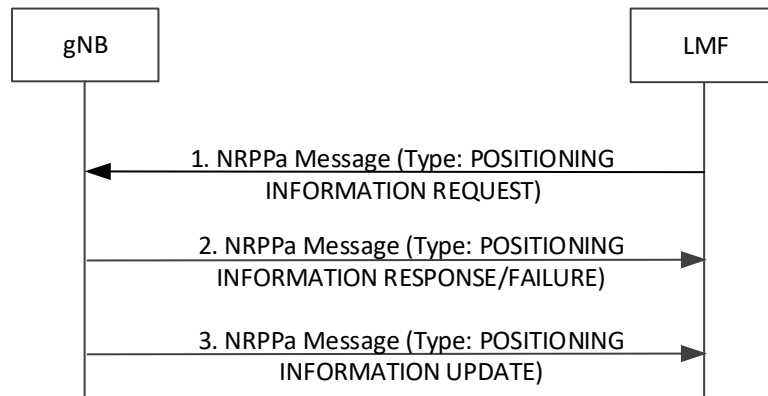 gNB
LMF
1. NRPPa Message (Type: POSITIONING
INFORMATION REQUEST)
2. NRPPa Message (Type: POSITIONING
INFORMATION RESPONSE/FAILURE)
3. NRPPa Message (Type: POSITIONING
INFORMATION UPDATE)